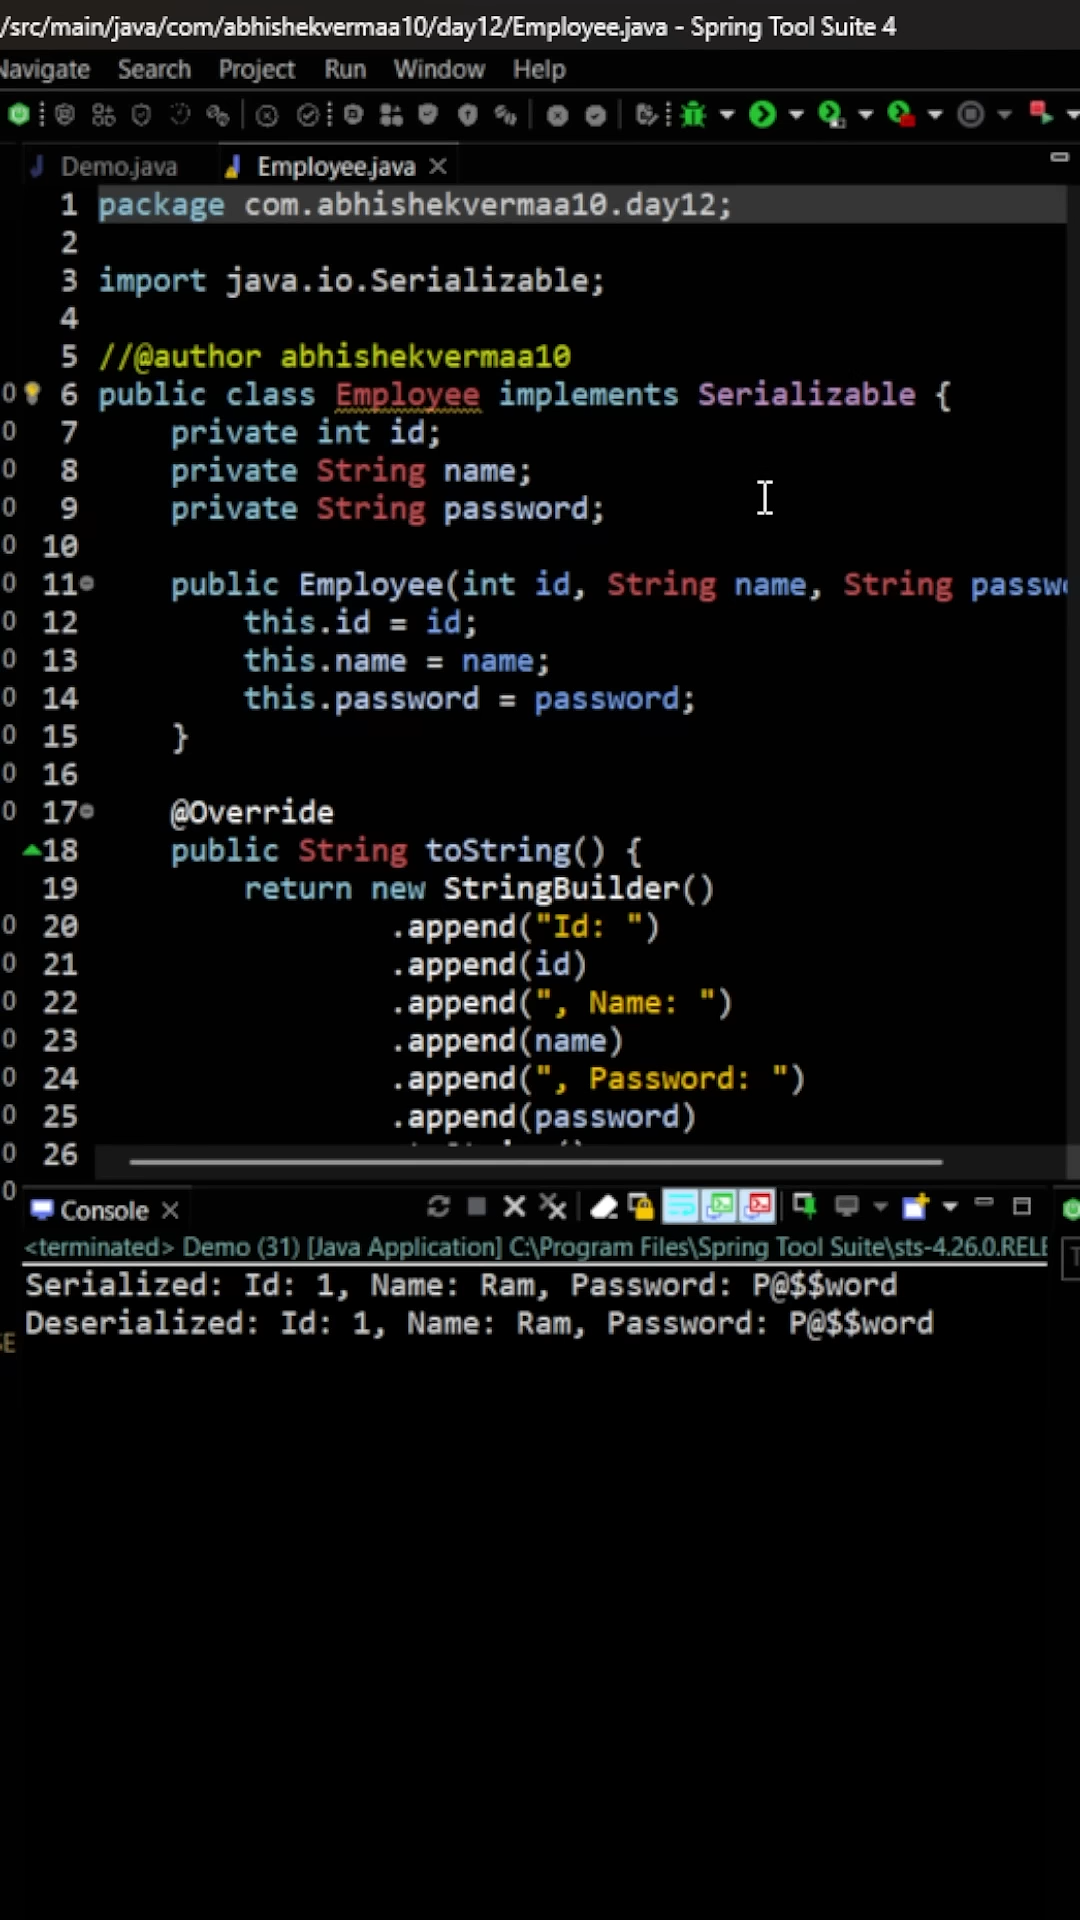 /src/main/java/com/abhishekvermaa10/day12/Employee.java - Spring Tool Suite 4
Navigate Search Project Run Window Help
Demo.java Employee.java
1 package com.abhishekvermaa10.day12;
2
3 import java.io.Serializable;
4
5 //@author abhishekvermaa10
6 public class Employee implements Serializable {
7 private int id;
8 private String name;
9 private String password;
10
11 public Employee(int id, String name, String passw
12 this.id = id;
13 this.name = name;
14 this.password = password;
15 }
16
17 @Override
18 public String toString() {
19 return new StringBuilder()
20 .append("Id: ")
21 .append(id)
22 .append(", Name: ")
23 .append(name)
24 .append(", Password: ")
25 .append(password)
26
Console
<terminated> Demo (31) [Java Application] C:\Program Files\Spring Tool Suite\sts-4.26.0.RELE
Serialized: Id: 1, Name: Ram, Password: P@$$word
Deserialized: Id: 1, Name: Ram, Password: P@$$word